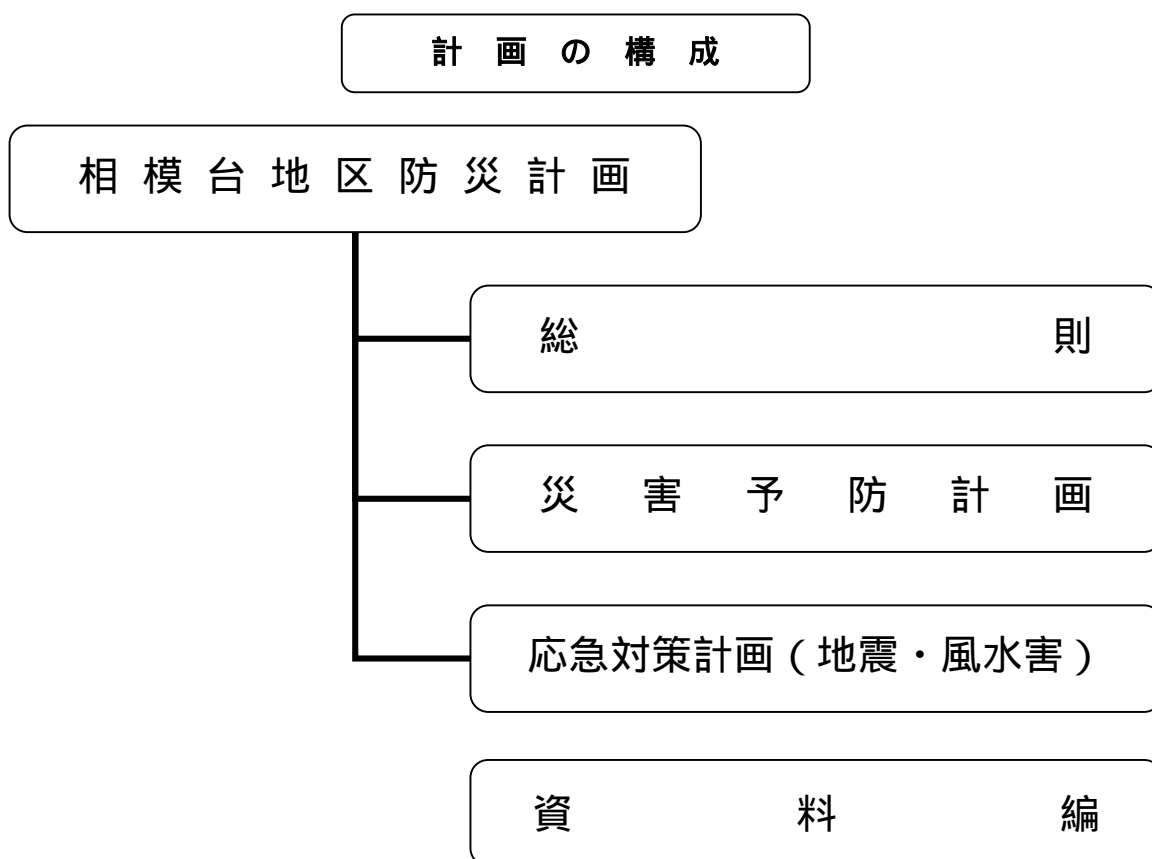 計画の構成
相模台地区防災計画
総則
災害予防計画
応急対策計画（地震・風水害）
資料編